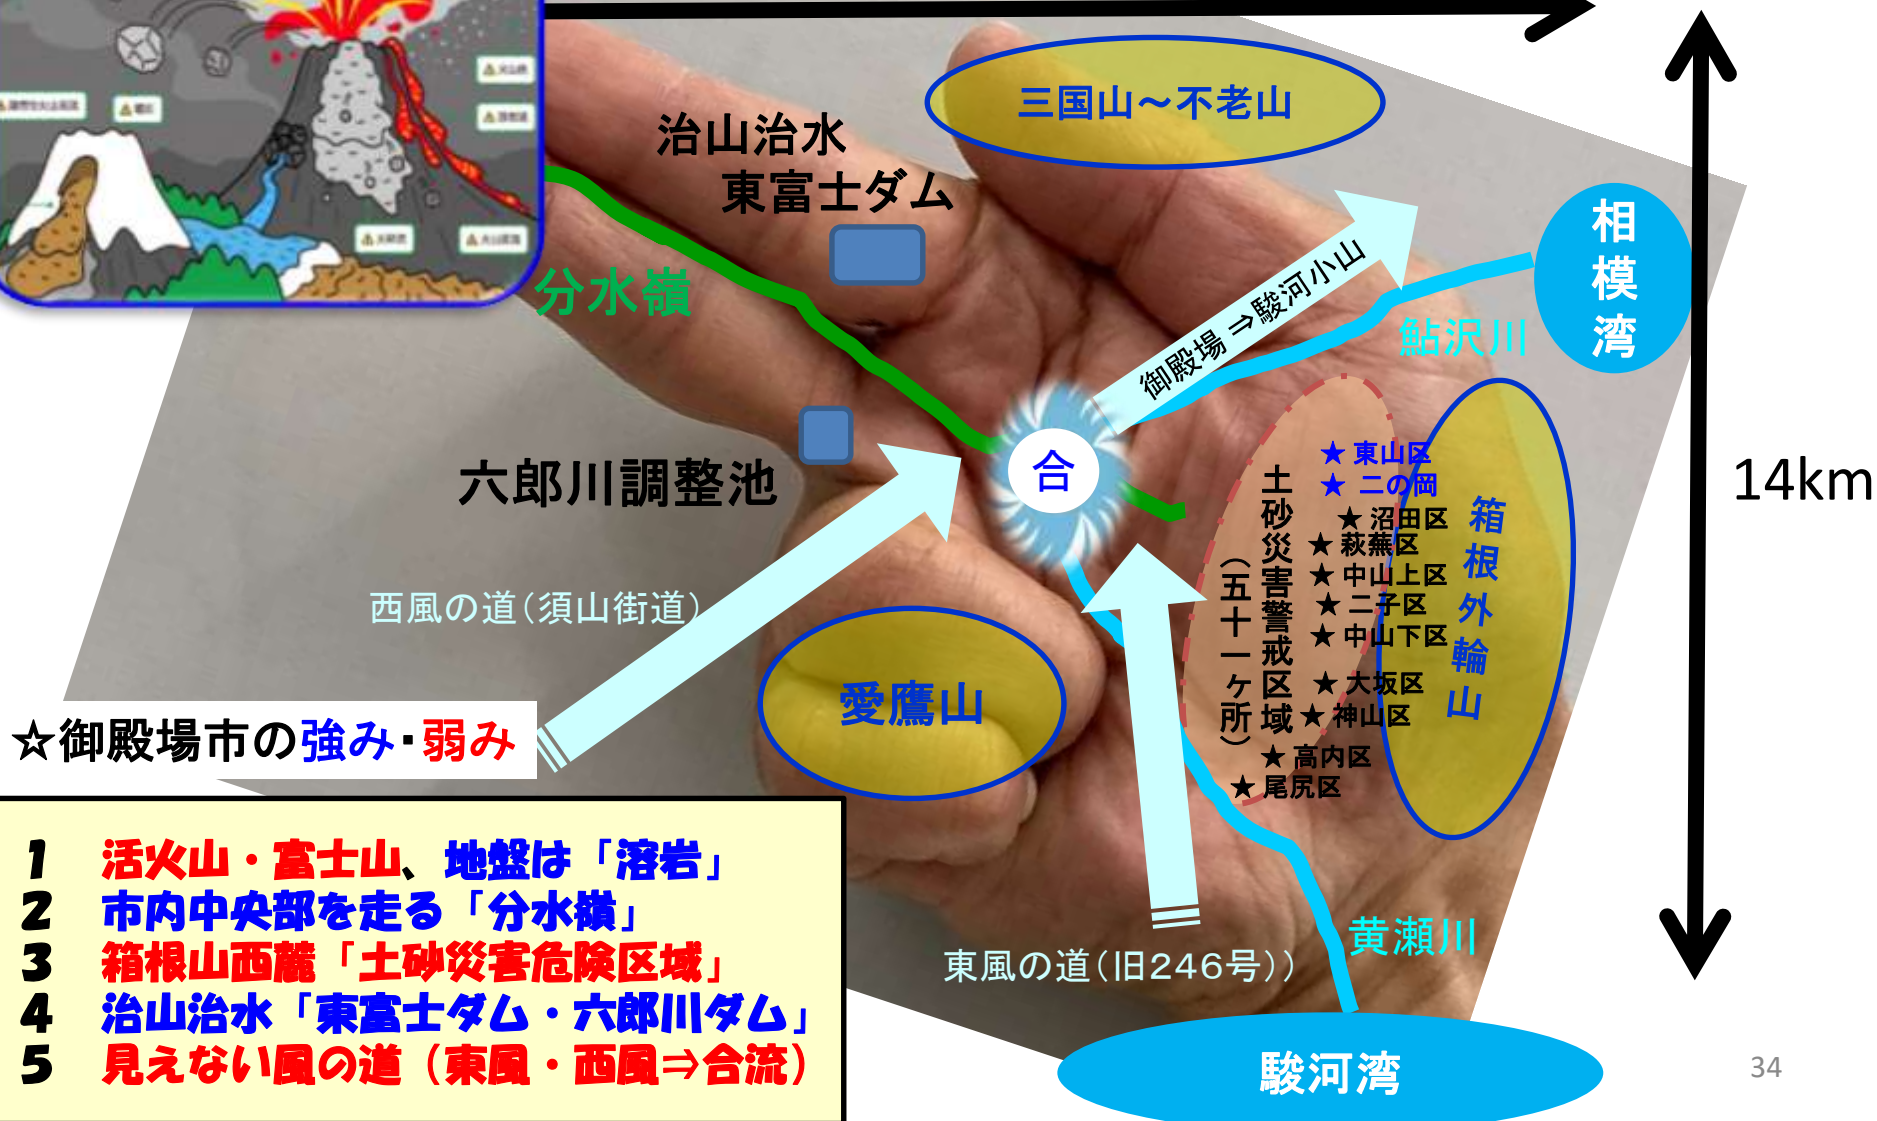 三国山～不老山
治山治水
東富士ダム
分水嶺
相模湾
御殿場⇒駿河小山
鮎沢川
合
六郎川調整池
14km
★ 東山区
★ 二の岡
★ 沼田区
★ 萩蕪区
★ 中山上区
★ 二子区
★ 中山下区
★ 大坂区
★ 神山区
★ 高内区
★ 尾尻区
土砂災害警戒区域
（五十一ヶ所）
箱根外輪山
西風の道（須山街道）
愛鷹山
☆御殿場市の強み・弱み
1 活火山・富士山、地盤は「溶岩」
2 市内中央部を走る「分水嶺」
3 箱根山西麓「土砂災害危険区域」
4 治山治水「東富士ダム・六郎川ダム」
5 見えない風の道（東風・西風⇒合流）
黄瀬川
東風の道（旧246号））
駿河湾
34